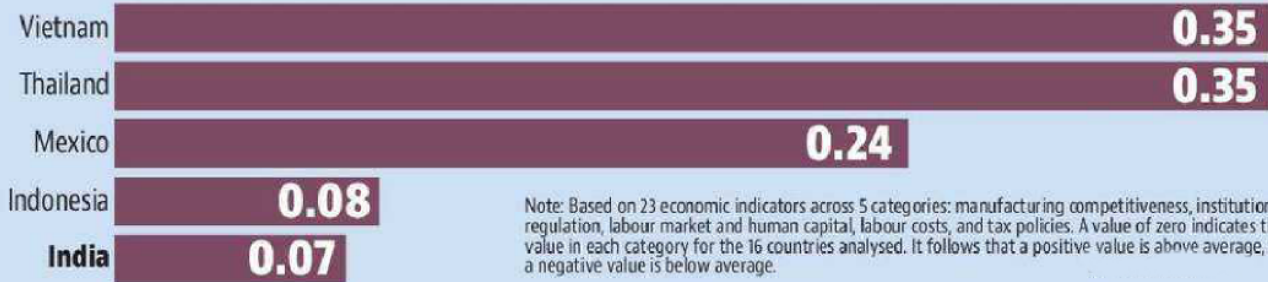 Vietnam 0.35
Thailand 0.35
Mexico 0.24
Indonesia 0.08
India 0.07
Note: Based on 23 economic indicators across 5 categories: manufacturing competitiveness,
regulation, labour market and human capital, labour costs, and tax policies. A value of zero indicates
value in each category for the 16 countries analysed. It follows that a positive value is above average,
a negative value is below average.